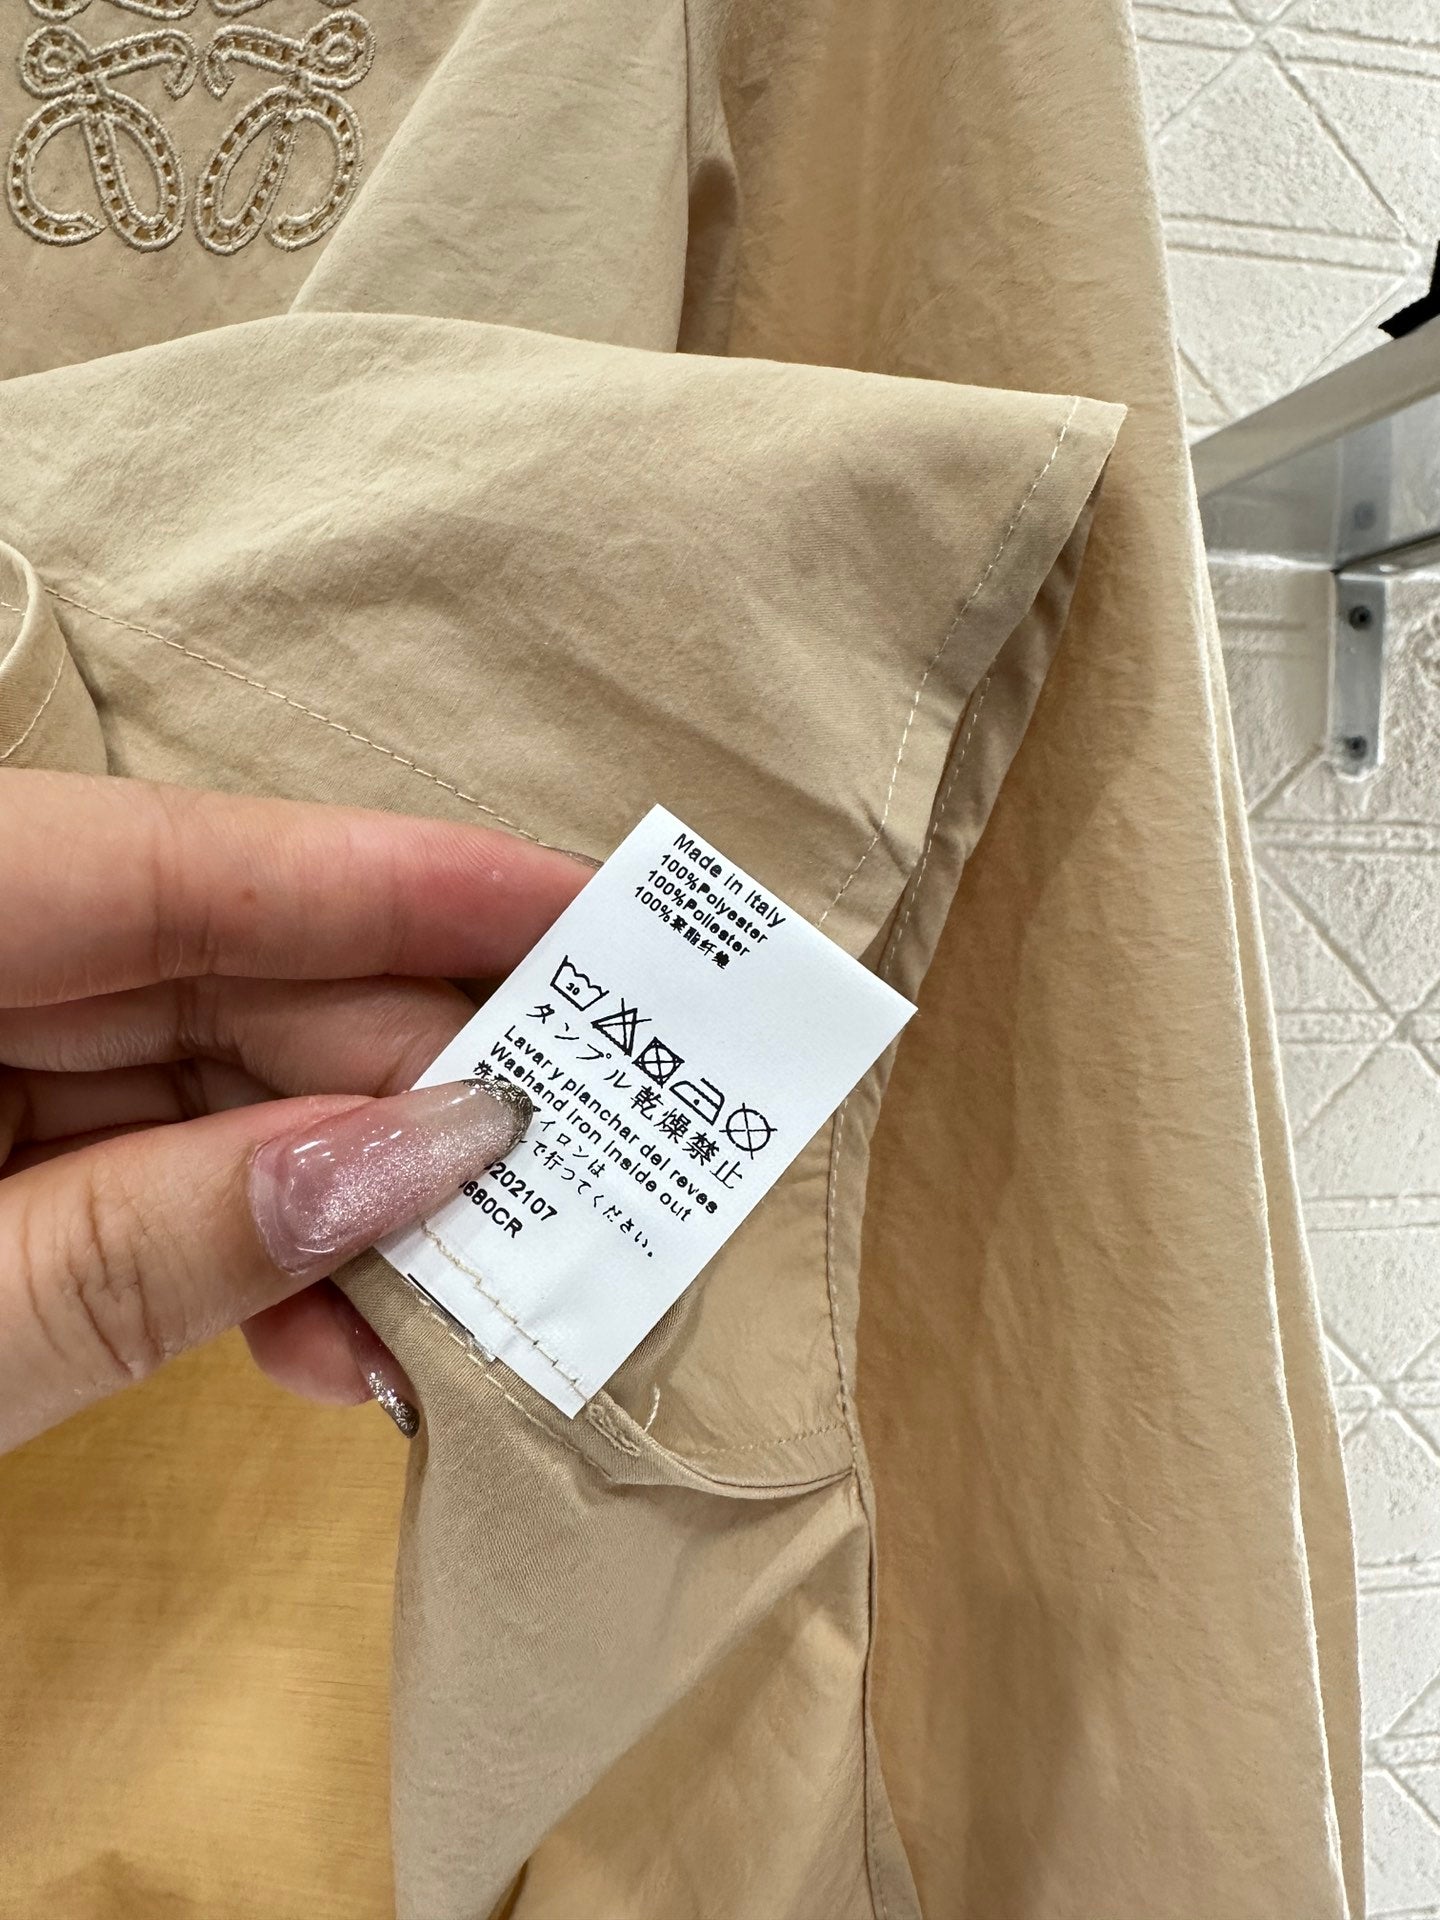 Made in Italy
100%Polyester
100%Poliester
100%聚酯纤维
30
タンブル乾燥禁止
Lavar y planchar del reves
Washand iron inside out
イロンは
で行ってください。
202107
680CR